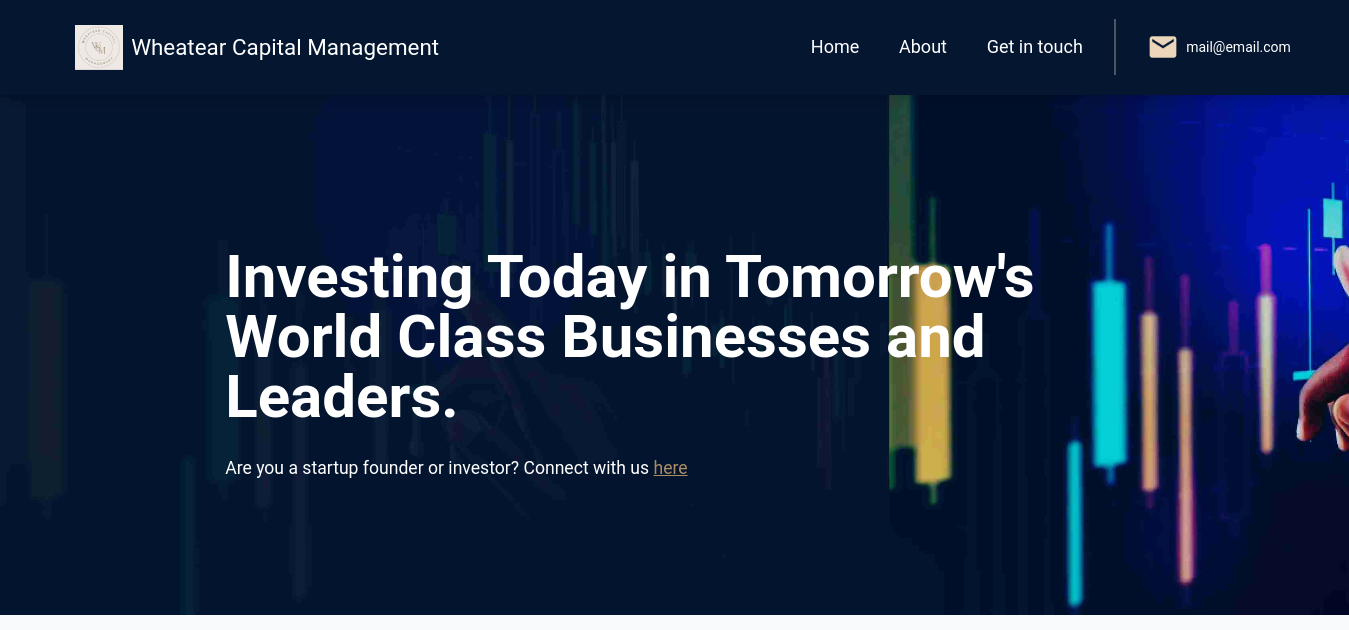 Wheatear Capital Management
Home
About
Get in touch
mail@email.com
Investing Today in Tomorrow's
World Class Businesses and
Leaders.
Are you a startup founder or investor? Connect with us here